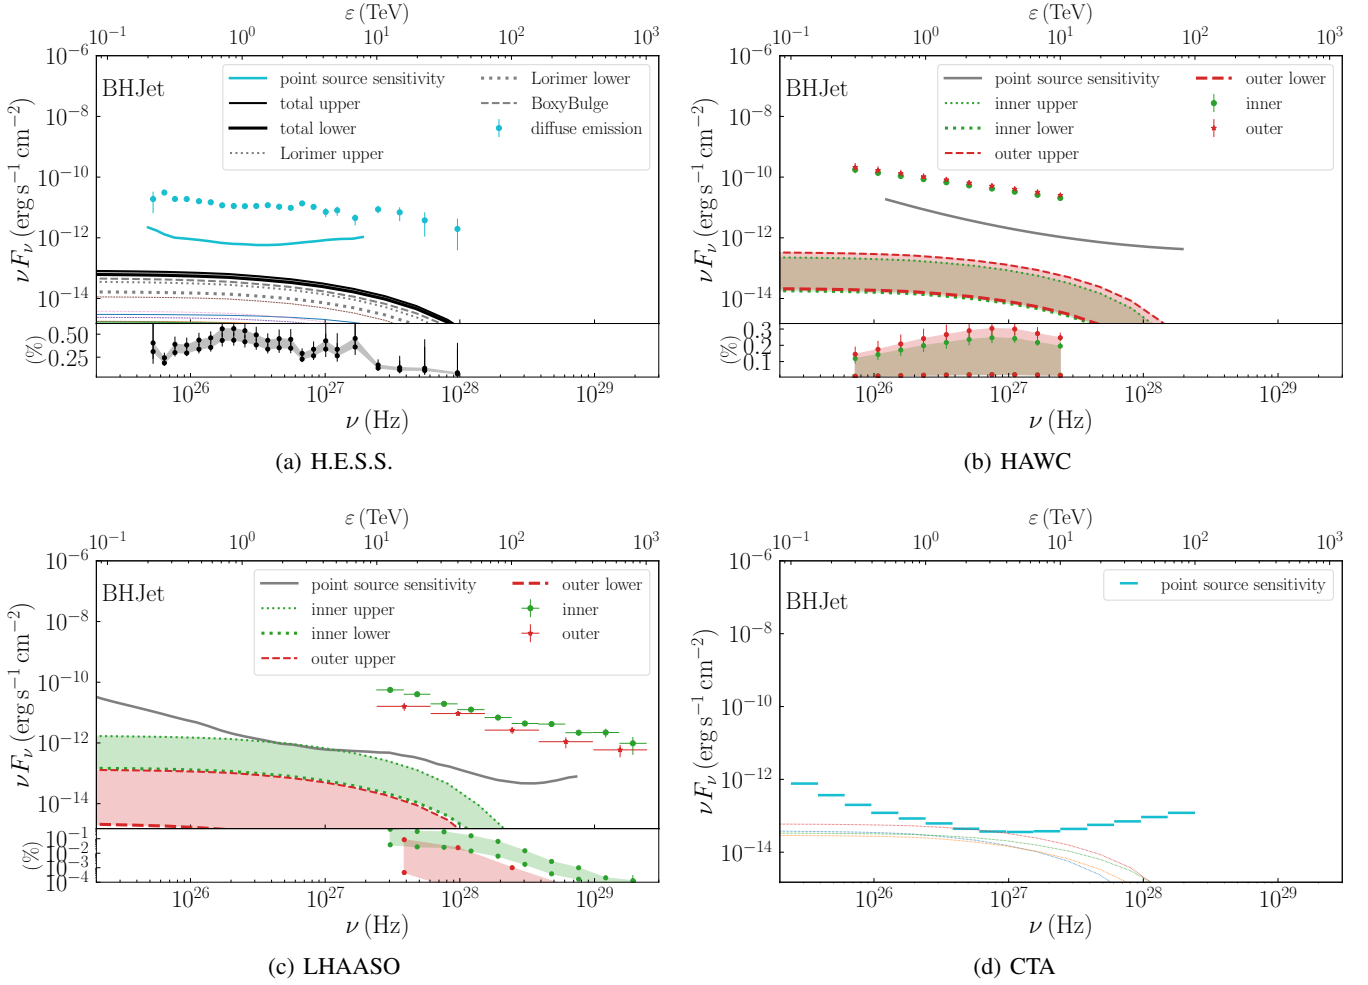 ε (TeV)
10⁻¹ 10⁰ 10¹ 10² 10³
10⁻⁶
10⁻⁸
10⁻¹⁰
10⁻¹²
10⁻¹⁴
νFν (erg s⁻¹ cm⁻²)
BHJet
point source sensitivity
total upper
total lower
Lorimer upper
Lorimer lower
BoxyBulge
diffuse emission
0.50
0.25
(%)
10²⁶ 10²⁷ 10²⁸ 10²⁹
ν (Hz)
(a) H.E.S.S.
ε (TeV)
10⁻¹ 10⁰ 10¹ 10² 10³
10⁻⁶
10⁻⁸
10⁻¹⁰
10⁻¹²
10⁻¹⁴
νFν (erg s⁻¹ cm⁻²)
BHJet
point source sensitivity
inner upper
inner lower
outer upper
outer lower
inner
outer
0.3
0.2
0.1
(%)
10²⁶ 10²⁷ 10²⁸ 10²⁹
ν (Hz)
(b) HAWC
ε (TeV)
10⁻¹ 10⁰ 10¹ 10² 10³
10⁻⁶
10⁻⁸
10⁻¹⁰
10⁻¹²
10⁻¹⁴
νFν (erg s⁻¹ cm⁻²)
BHJet
point source sensitivity
inner upper
inner lower
outer upper
outer lower
inner
outer
10⁻¹
10⁻²
10⁻³
10⁻⁴
(%)
10²⁶ 10²⁷ 10²⁸ 10²⁹
ν (Hz)
(c) LHAASO
ε (TeV)
10⁻¹ 10⁰ 10¹ 10² 10³
10⁻⁶
10⁻⁸
10⁻¹⁰
10⁻¹²
10⁻¹⁴
νFν (erg s⁻¹ cm⁻²)
BHJet
point source sensitivity
10²⁶ 10²⁷ 10²⁸ 10²⁹
ν (Hz)
(d) CTA